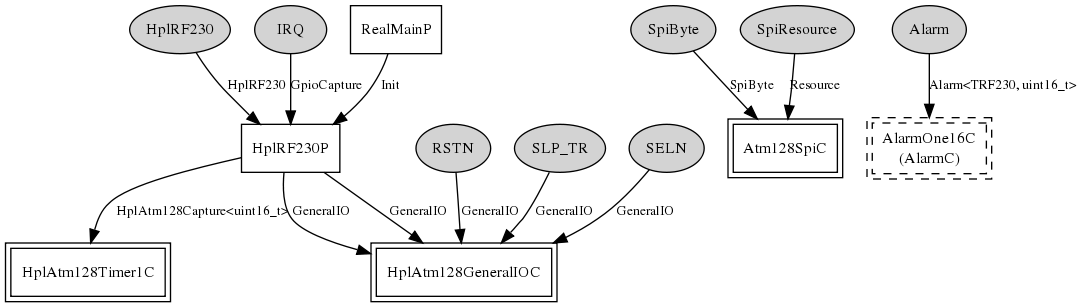 HplRF230
IRQ
RealMainP
SpiByte
SpiResource
Alarm
HplRF230
GpioCapture
Init
SpiByte
Resource
Alarm<TRF230, uint16_t>
HplRF230P
RSTN
SLP_TR
SELN
Atm128SpiC
AlarmOne16C
(AlarmC)
HplAtm128Capture<uint16_t>
GeneralIO
GeneralIO
GeneralIO
GeneralIO
GeneralIO
HplAtm128Timer1C
HplAtm128GeneralIOC